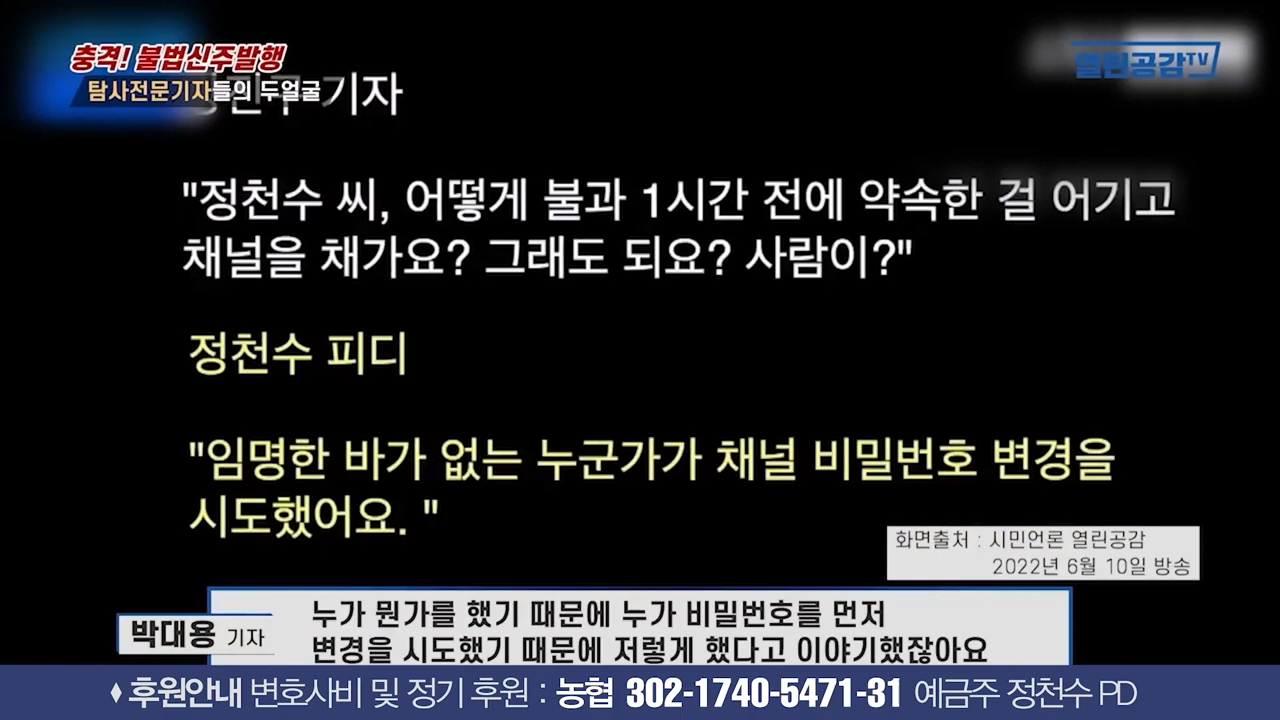 충격! 불법신주발행
탐사전문기자들의 두얼굴
열린공감TV
기자
"정천수 씨, 어떻게 불과 1시간 전에 약속한 걸 어기고
채널을 채가요? 그래도 되요? 사람이?"
정천수 피디
"임명한 바가 없는 누군가가 채널 비밀번호 변경을
시도했어요. "
화면출처 : 시민언론 열린공감
2022년 6월 10일 방송
박대용 기자
누가 뭔가를 했기 때문에 누가 비밀번호를 먼저
변경을 시도했기 때문에 저렇게 했다고 이야기했잖아요
♦ 후원안내 변호사비 및 정기 후원 : 농협 302-1740-5471-31 예금주 정천수 PD